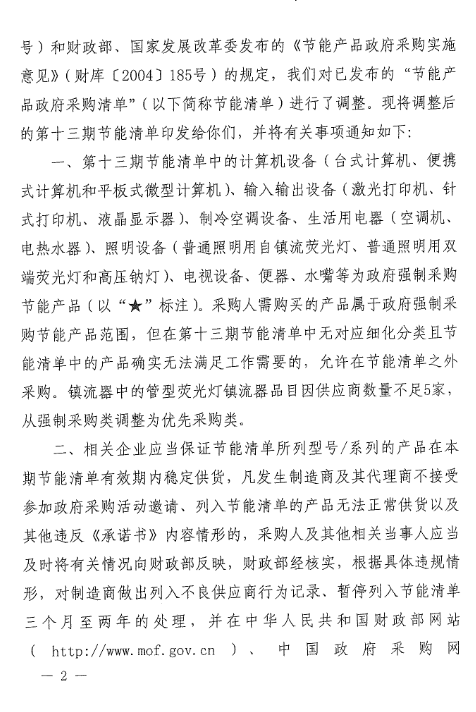 号）和财政部、国家发展改革委发布的《节能产品政府采购实施
意见》（财库〔2004〕185号）的规定，我们对已发布的“节能产
品政府采购清单”（以下简称节能清单）进行了调整。现将调整后
的第十三期节能清单印发给你们，并将有关事项通知如下：
一、第十三期节能清单中的计算机设备（台式计算机、便携
式计算机和平板式微型计算机）、输入输出设备（激光打印机、针
式打印机、液晶显示器）、制冷空调设备、生活用电器（空调机、
电热水器）、照明设备（普通照明用自镇流荧光灯、普通照明用双
端荧光灯和高压钠灯）、电视设备、便器、水嘴等为政府强制采购
节能产品（以“★”标注）。采购人需购买的产品属于政府强制采
购节能产品范围，但在第十三期节能清单中无对应细化分类且节
能清单中的产品确实无法满足工作需要的，允许在节能清单之外
采购。镇流器中的管型荧光灯镇流器品目因供应商数量不足5家，
从强制采购类调整为优先采购类。
二、相关企业应当保证节能清单所列型号/系列的产品在本
期节能清单有效期内稳定供货，凡发生制造商及其代理商不接受
参加政府采购活动邀请、列入节能清单的产品无法正常供货以及
其他违反《承诺书》内容情形的，采购人及其他相关当事人应当
及时将有关情况向财政部反映，财政部经核实，根据具体违规情
形，对制造商做出列入不良供应商行为记录、暂停列入节能清单
三个月至两年的处理，并在中华人民共和国财政部网站
（http://www.mof.gov.cn）、中国政府采购网
— 2 —